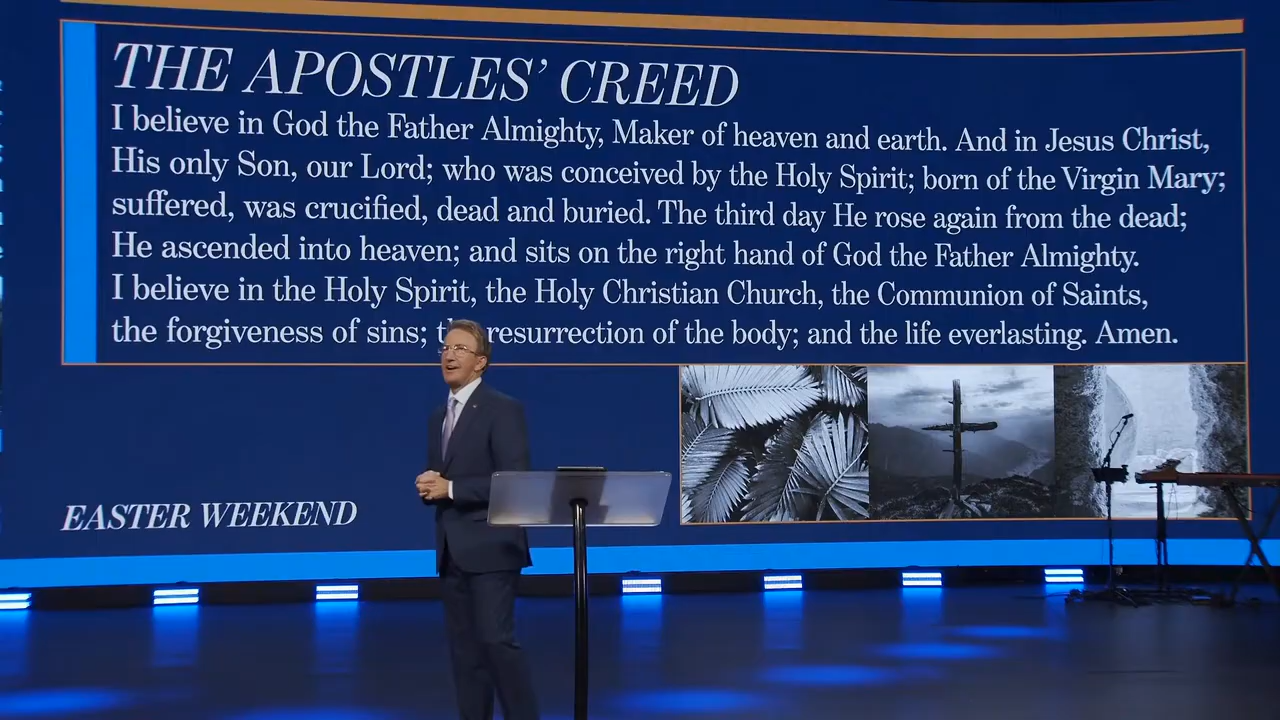 THE APOSTLES' CREED
I believe in God the Father Almighty, Maker of heaven and earth. And in Jesus Christ,
His only Son, our Lord; who was conceived by the Holy Spirit; born of the Virgin Mary;
suffered, was crucified, dead and buried. The third day He rose again from the dead;
He ascended into heaven; and sits on the right hand of God the Father Almighty.
I believe in the Holy Spirit, the Holy Christian Church, the Communion of Saints,
the forgiveness of sins; resurrection of the body; and the life everlasting. Amen.
EASTER WEEKEND